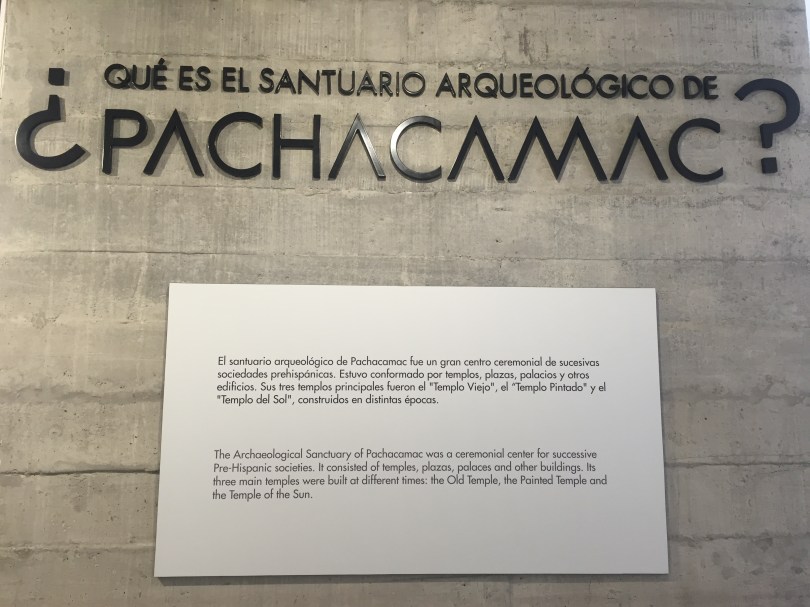 ¿QUÉ ES EL SANTUARIO ARQUEOLÓGICO DE
PACHACAMAC?
El santuario arqueológico de Pachacamac fue un gran centro ceremonial de sucesivas
sociedades prehispánicas. Estuvo conformado por templos, plazas, palacios y otros
edificios. Sus tres templos principales fueron el "Templo Viejo", el "Templo Pintado" y el
"Templo del Sol", construidos en distintas épocas.
The Archaeological Sanctuary of Pachacamac was a ceremonial center for successive
Pre-Hispanic societies. It consisted of temples, plazas, palaces and other buildings. Its
three main temples were built at different times: the Old Temple, the Painted Temple and
the Temple of the Sun.